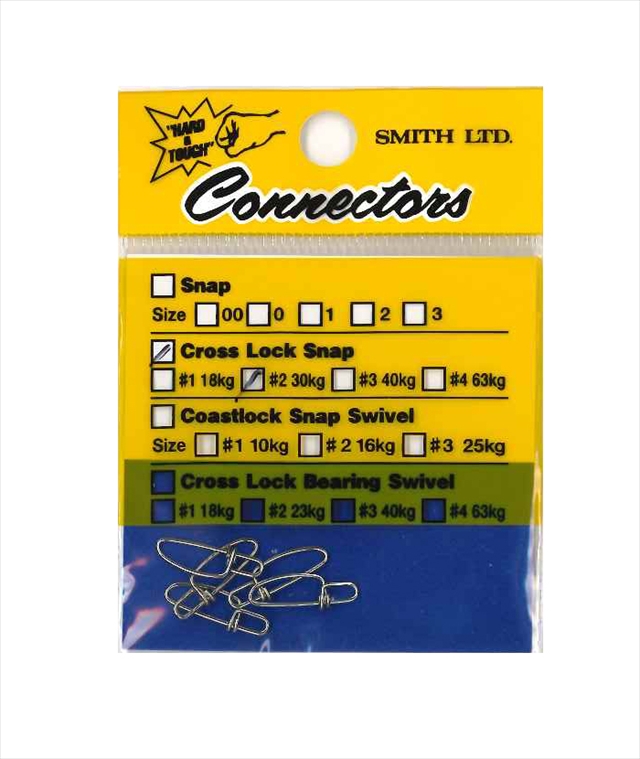 "HARD
&
TOUGH"
SMITH LTD.
Connectors
Snap
Size 00 0 1 2 3
Cross Lock Snap
#1 18kg #2 30kg #3 40kg #4 63kg
Coastlock Snap Swivel
Size #1 10kg #2 16kg #3 25kg
Cross Lock Bearing Swivel
#1 18kg #2 23kg #3 40kg #4 63kg